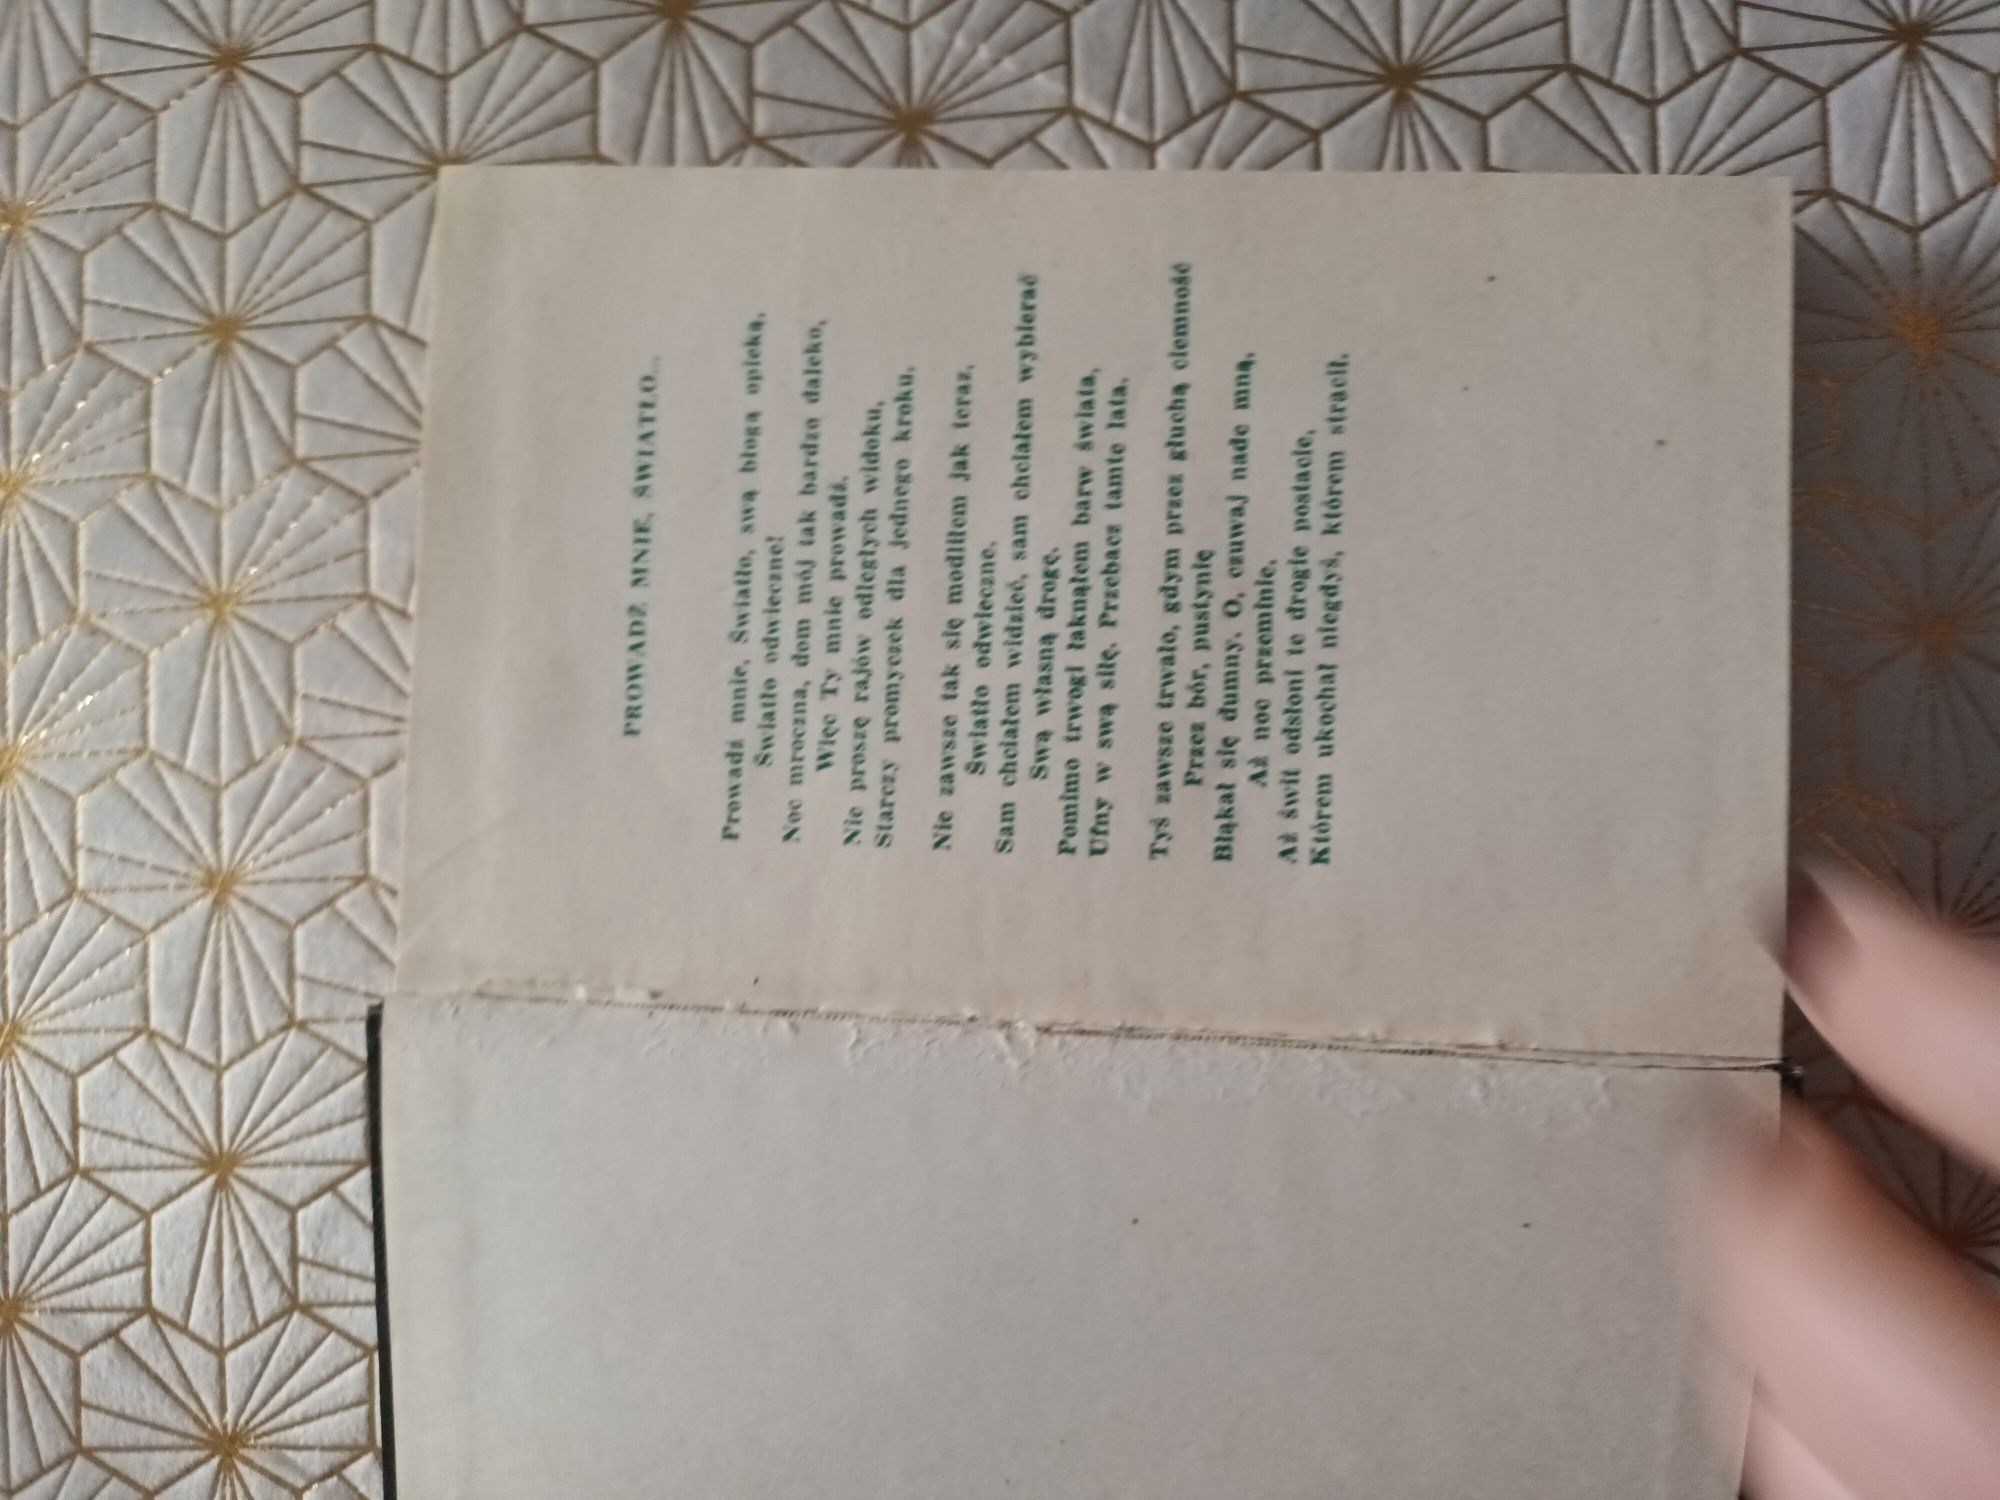 PROWADŹ MNIE, ŚWIATŁO...
Prowadź mnie, Światło, swą błogą opieką,
Światło odwieczne!
Noc mroczna, dom mój tak bardzo daleko,
Więc Ty mnie prowadź.
Nie proszę rajów odległych widoku,
Starczy promyczek dla jednego kroku.
Nie zawsze tak się modliłem jak teraz,
Światło odwieczne.
Sam chciałem widzieć, sam chciałem wybierać
Swą własną drogę.
Pomimo trwogi łaknąłem barw świata,
Ufny w swą siłę. Przebacz tamte lata.
Tyś zawsze trwało, gdym przez głuchą ciemność
Przez bór, pustynię
Błąkał się dumny. O, czuwaj nade mną,
Aż noc przeminie,
Aż świt odsłoni te drogie postacie,
Którem ukochał niegdyś, którem stracił.